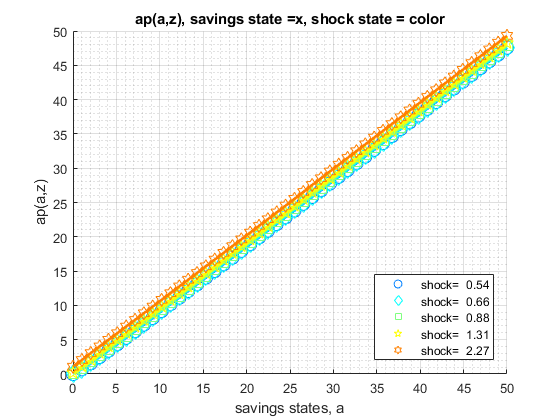 ap(a,z), savings state =x, shock state = color
50
45
40
35
30
25
20
15
10
5
0
ap(a,z)
shock= 0.54
shock= 0.66
shock= 0.88
shock= 1.31
shock= 2.27
0 5 10 15 20 25 30 35 40 45 50
savings states, a